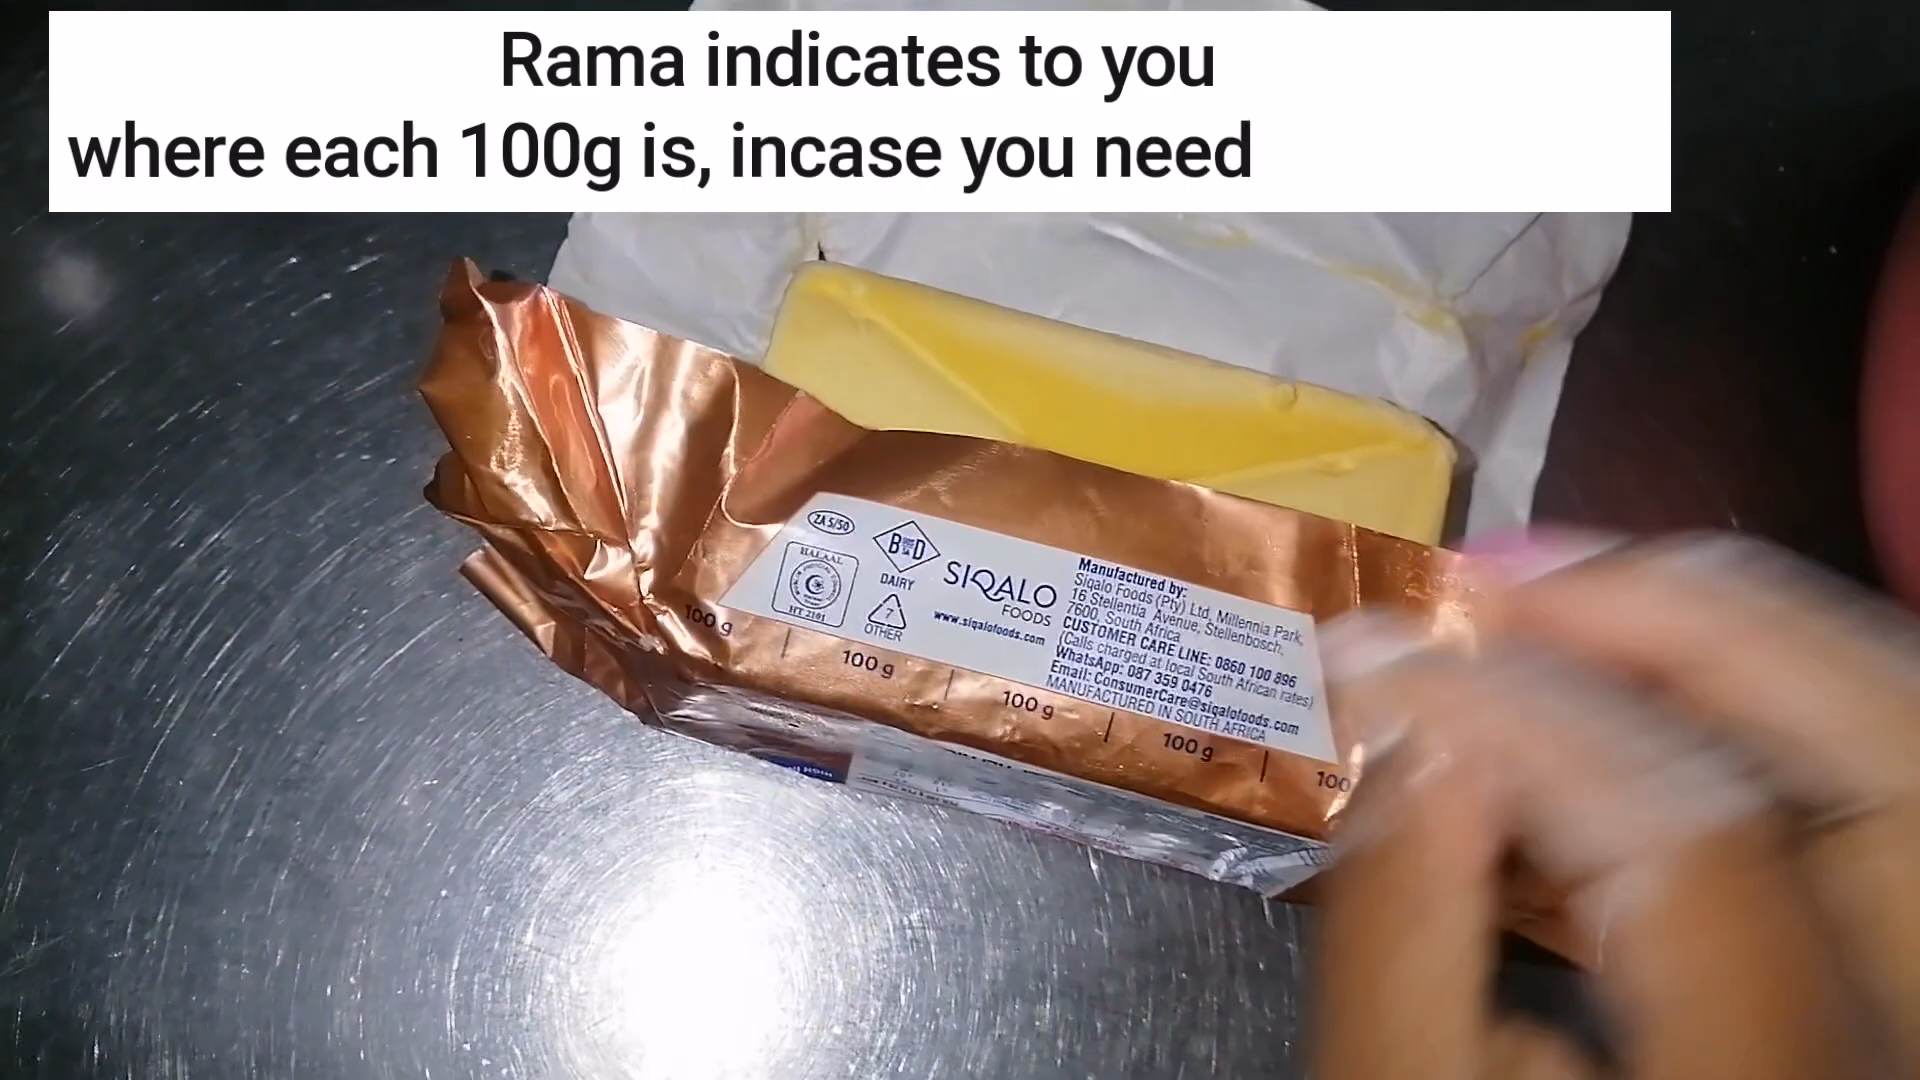 Rama indicates to you
where each 100g is, incase you need
ZA 5/50
HALAAL
HT 2101
B D
DAIRY
7
OTHER
SIQALO
FOODS
www.siqalofoods.com
Manufactured by:
Siqalo Foods (Pty) Ltd, Millennia Park,
16 Stellentia Avenue, Stellenbosch,
7600, South Africa
CUSTOMER CARE LINE: 0860 100 896
(Calls charged at local South African rates)
WhatsApp: 087 359 0476
Email: ConsumerCare@siqalofoods.com
MANUFACTURED IN SOUTH AFRICA
100 g
100 g
100 g
100 g
100